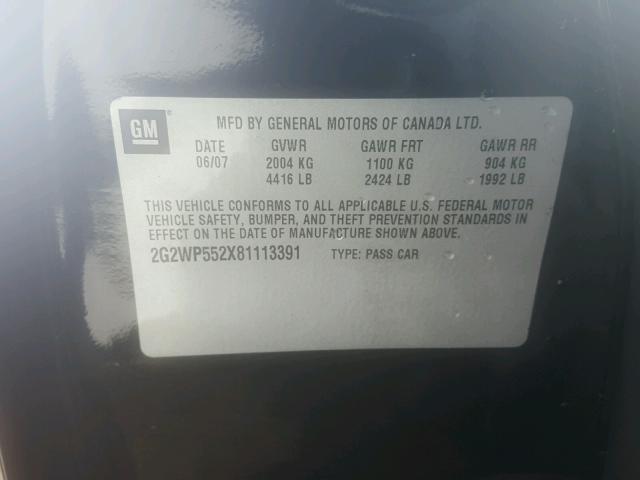 GM
MFD BY GENERAL MOTORS OF CANADA LTD.
DATE GVWR GAWR FRT GAWR RR
06/07 2004 KG 1100 KG 904 KG
4416 LB 2424 LB 1992 LB
THIS VEHICLE CONFORMS TO ALL APPLICABLE U.S. FEDERAL MOTOR
VEHICLE SAFETY, BUMPER, AND THEFT PREVENTION STANDARDS IN
EFFECT ON THE DATE OF MANUFACTURE SHOWN ABOVE.
2G2WP552X81113391 TYPE: PASS CAR